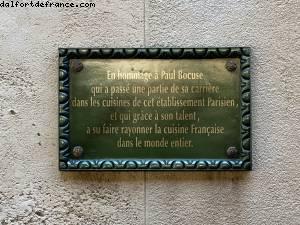 dalfortdefrance.com
En hommage à Paul Bocuse
qui a passé une partie de sa carrière
dans les cuisines de cet établissement Parisien,
et qui grâce à son talent,
a su faire rayonner la cuisine Française
dans le monde entier.